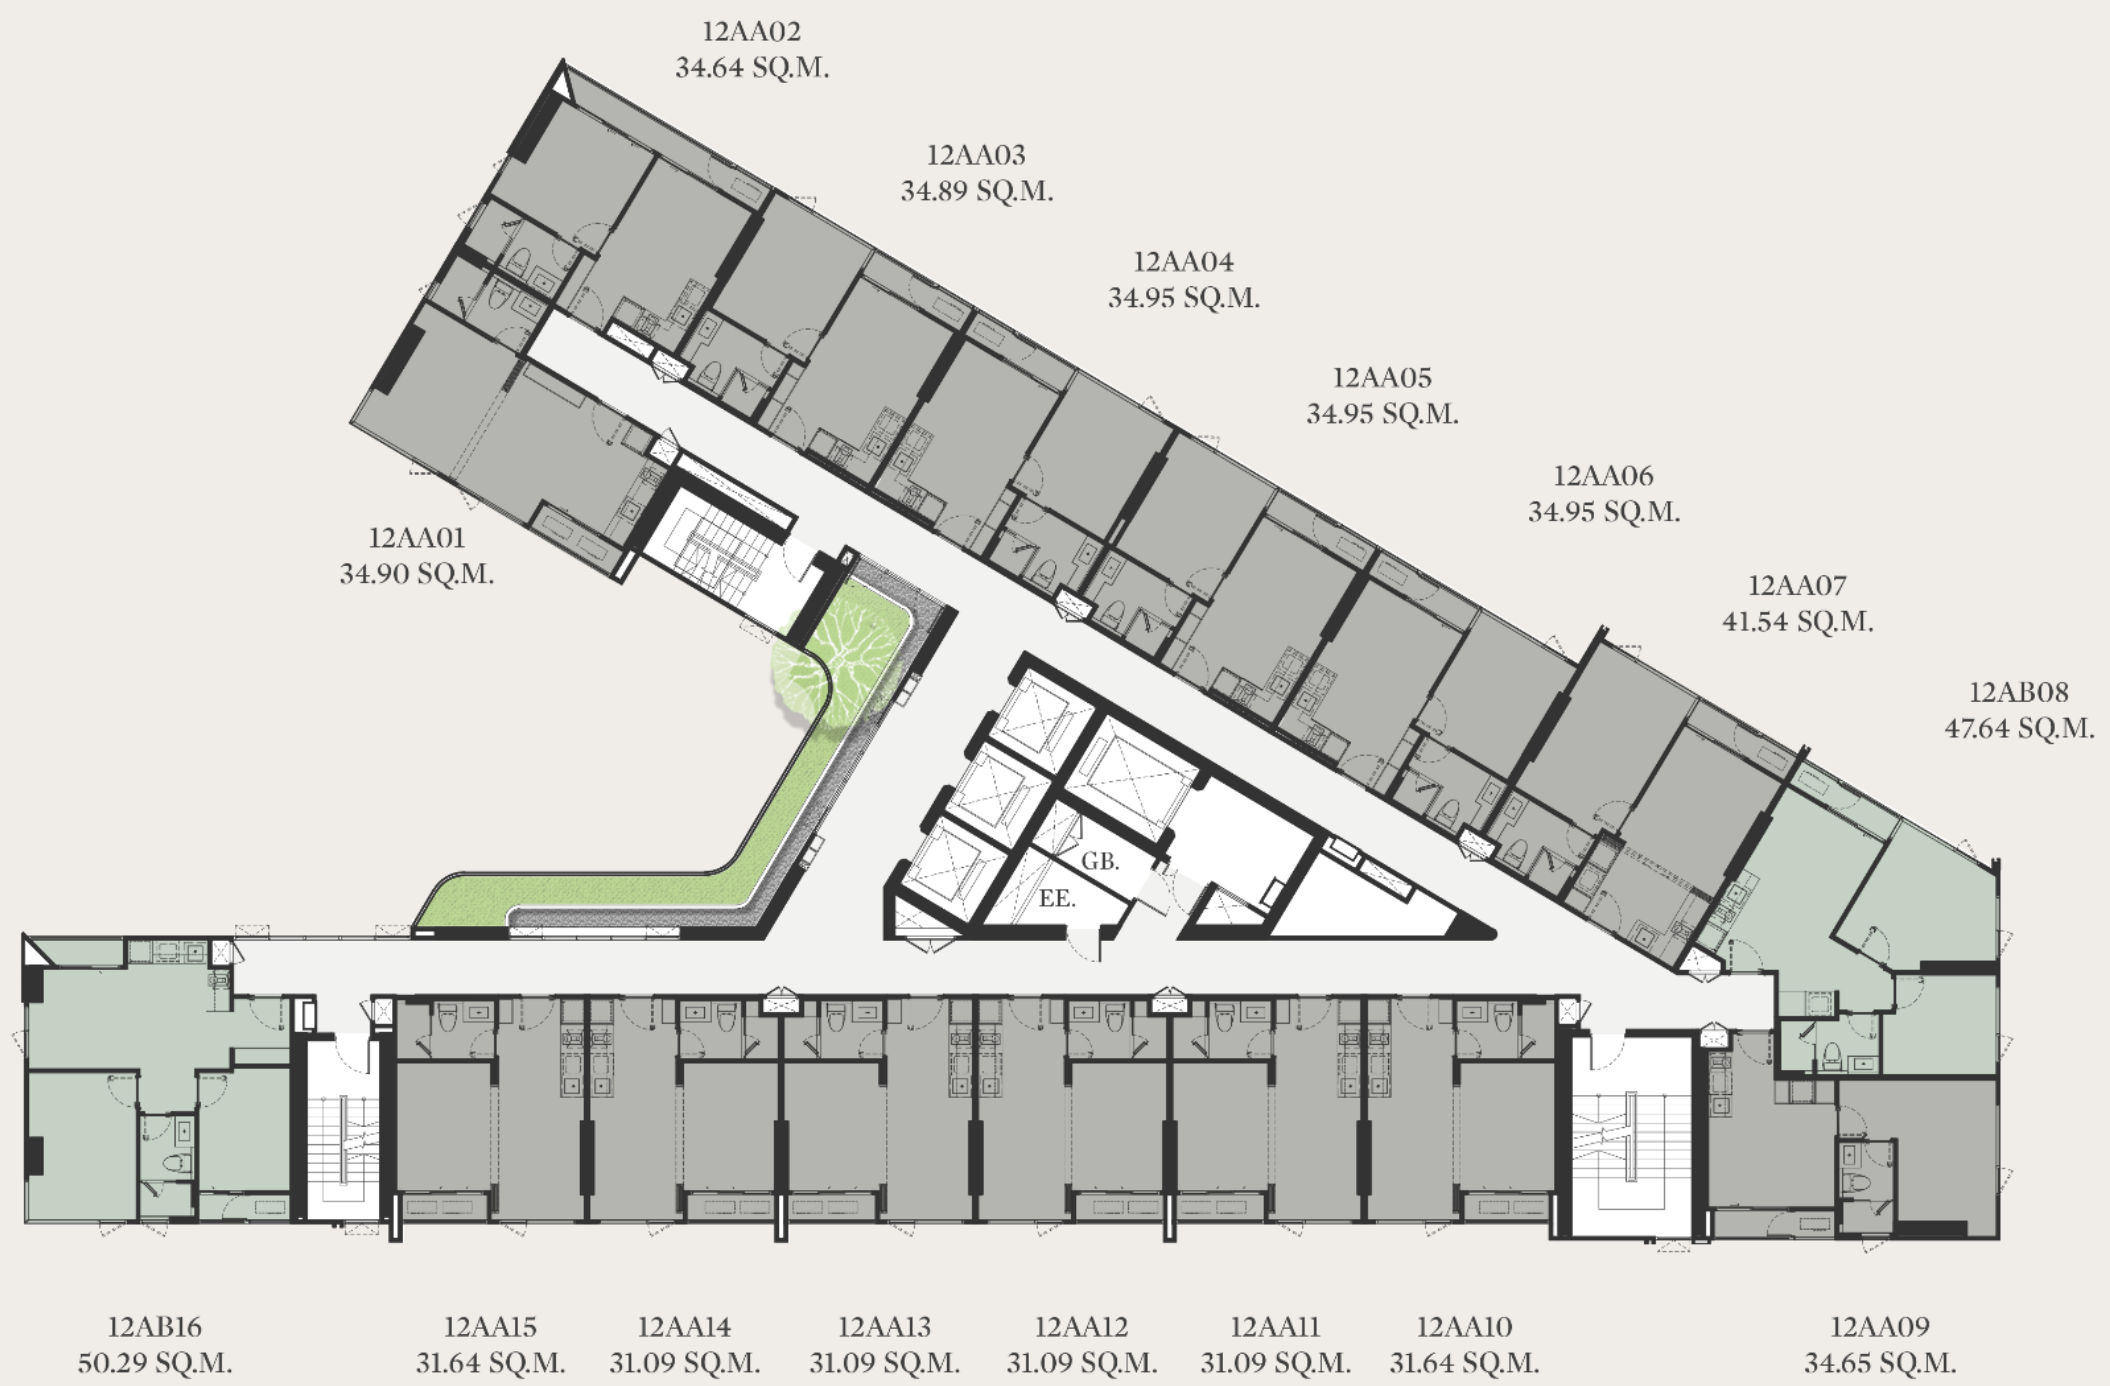 12AA02
34.64 SQ.M.
12AA03
34.89 SQ.M.
12AA04
34.95 SQ.M.
12AA05
34.95 SQ.M.
12AA06
34.95 SQ.M.
12AA07
41.54 SQ.M.
12AB08
47.64 SQ.M.
12AA01
34.90 SQ.M.
GB.
EE.
12AB16
50.29 SQ.M.
12AA15
31.64 SQ.M.
12AA14
31.09 SQ.M.
12AA13
31.09 SQ.M.
12AA12
31.09 SQ.M.
12AA11
31.09 SQ.M.
12AA10
31.64 SQ.M.
12AA09
34.65 SQ.M.